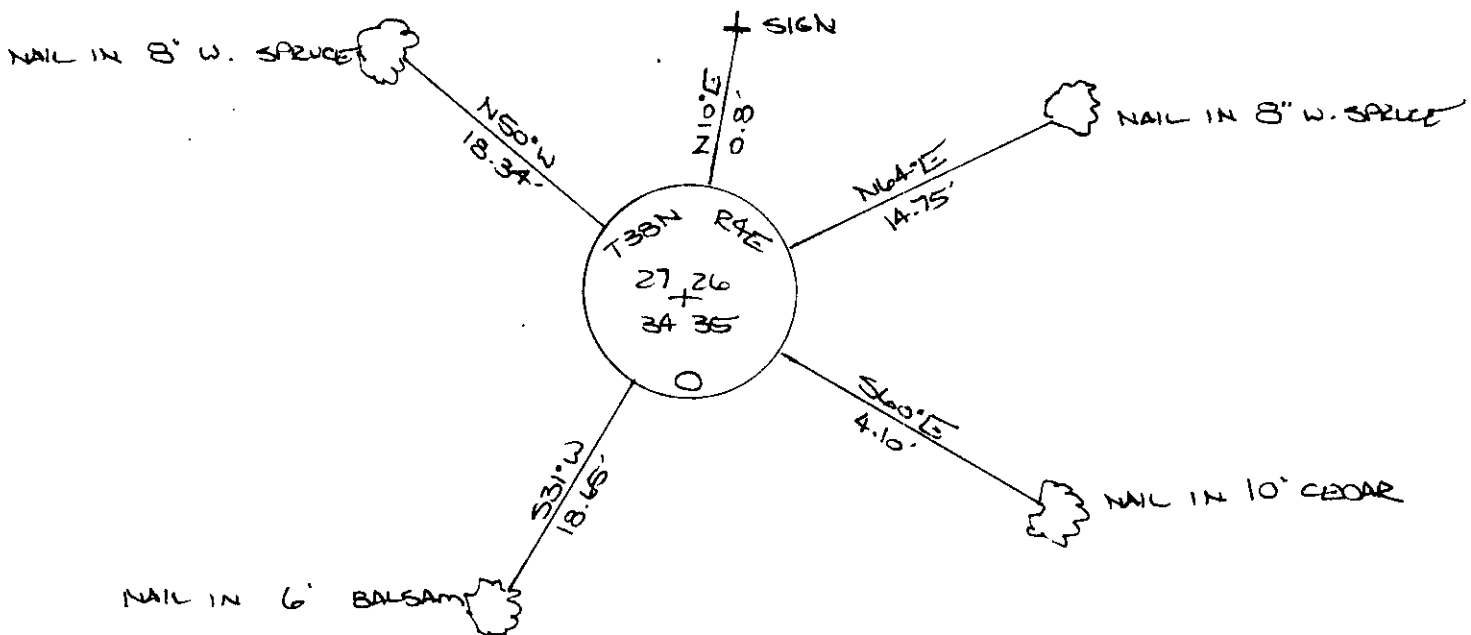 SIGN
NAIL IN 8" W. SPRUCE
N50°W
18.34'
N10°E
0.8'
N64°E
14.75'
NAIL IN 8" W. SPRUCE
T38N R4E
27 26
34 35
O
S60°E
4.10'
NAIL IN 10" CEDAR
S31°W
18.65'
NAIL IN 6" BALSAM